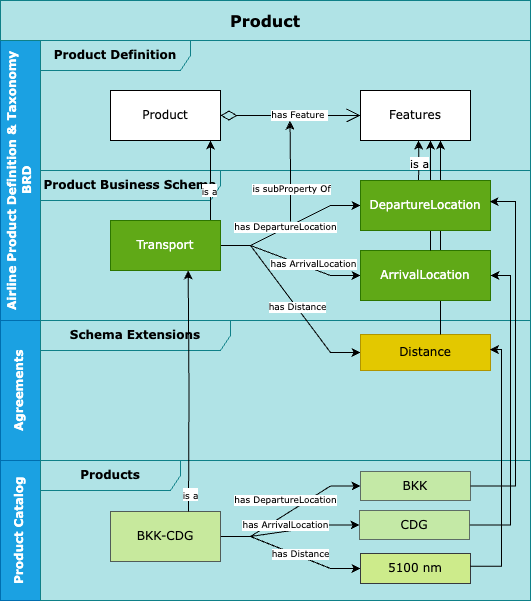 Product
Airline Product Definition & Taxonomy
BRD
Product Definition
Product
has Feature
Features
Product Business Schema
is a
is a
is subProperty Of
DepartureLocation
has DepartureLocation
Transport
has ArrivalLocation
ArrivalLocation
has Distance
Agreements
Schema Extensions
Distance
Product Catalog
Products
is a
has DepartureLocation
BKK
has ArrivalLocation
CDG
BKK-CDG
has Distance
5100 nm